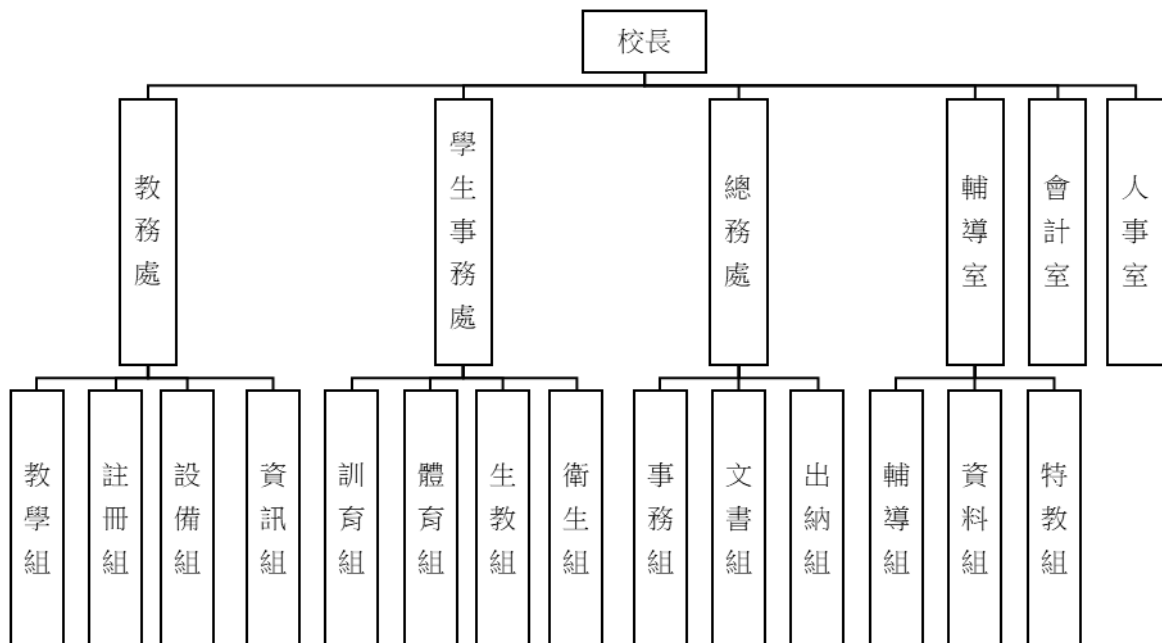 校長
教務處
學生事務處
總務處
輔導室
會計室
人事室
教學組
註冊組
設備組
資訊組
訓育組
體育組
生教組
衛生組
事務組
文書組
出納組
輔導組
資料組
特教組